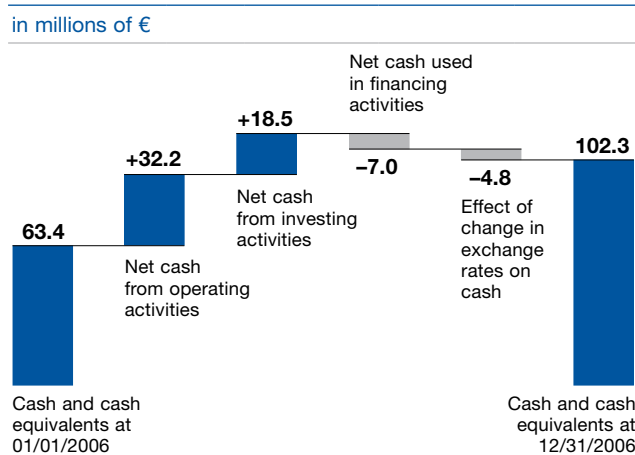 in millions of €
63.4
Cash and cash
equivalents at
01/01/2006
+32.2
Net cash
from operating
activities
+18.5
Net cash
from investing
activities
Net cash used
in financing
activities
–7.0
–4.8
Effect of
change in
exchange
rates on
cash
102.3
Cash and cash
equivalents at
12/31/2006